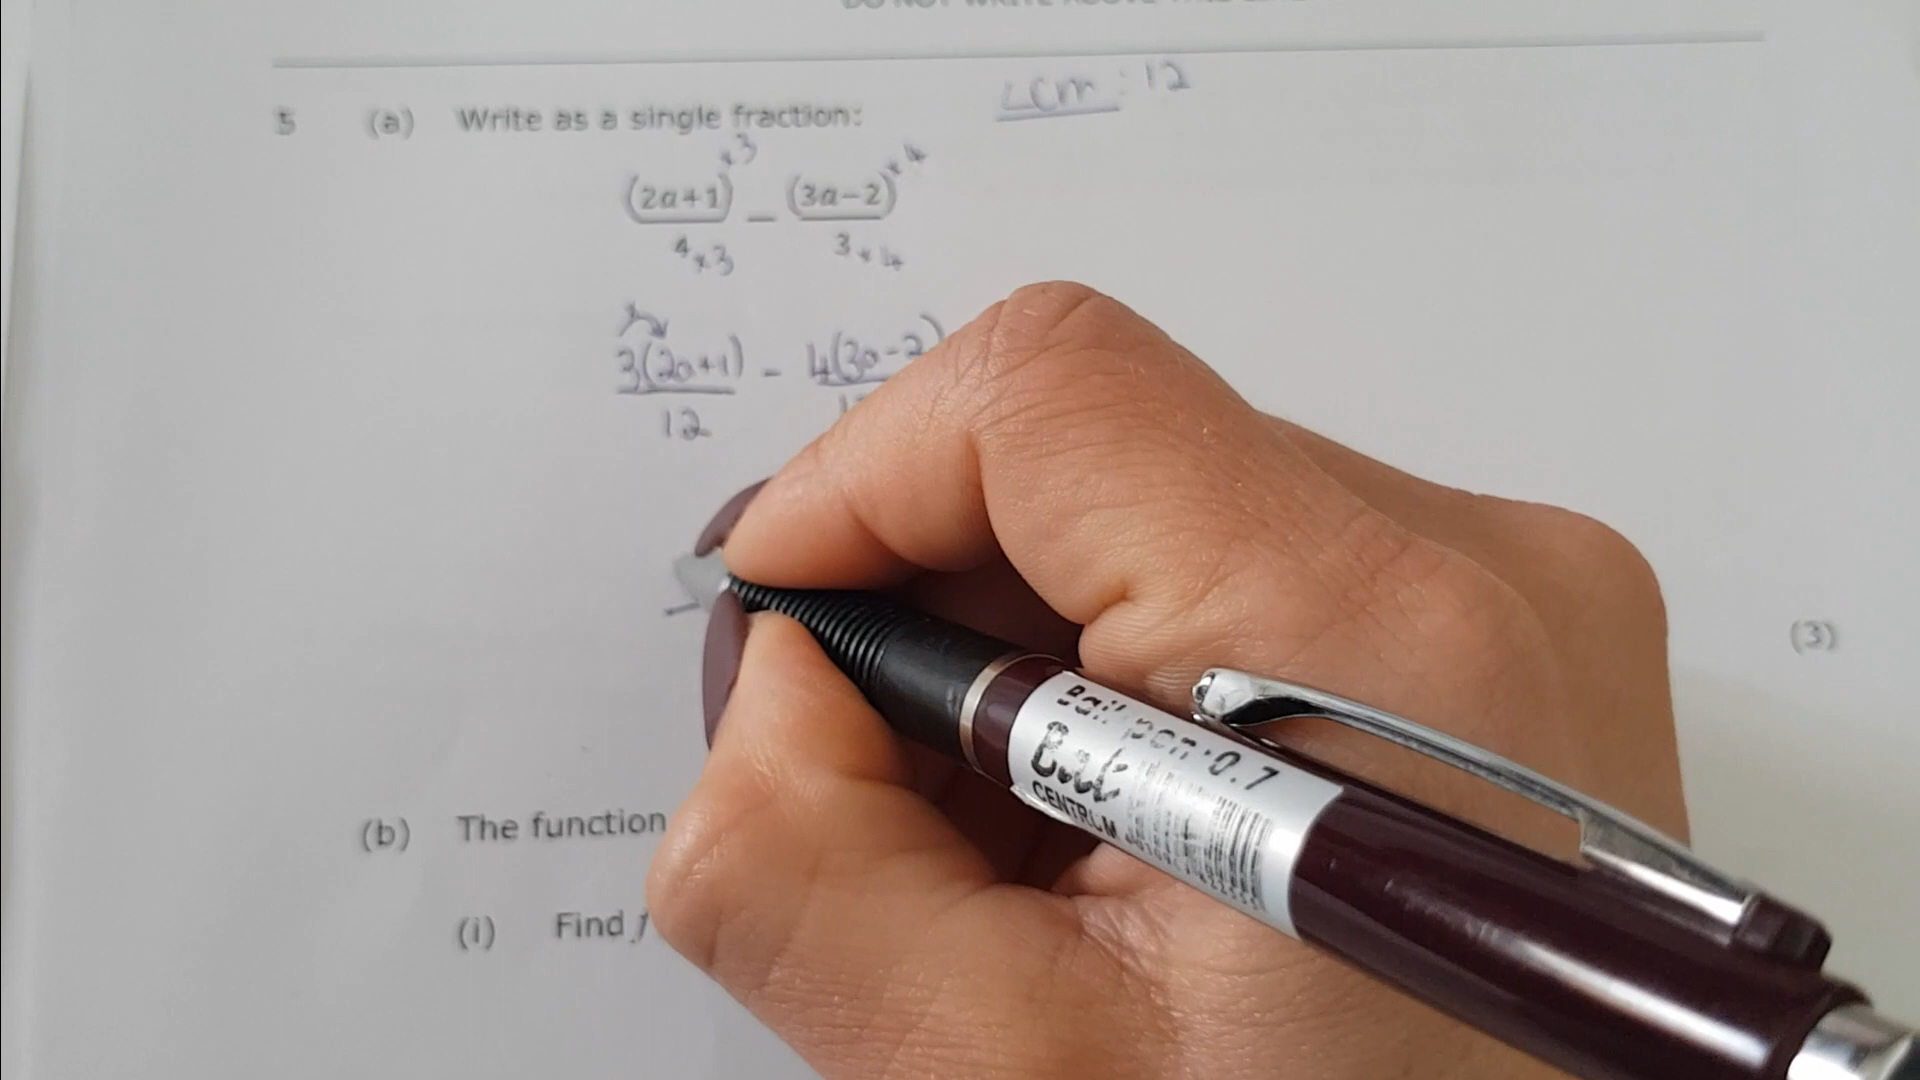 LCM : 12
5 (a) Write as a single fraction:
(2a+1) ×3 − (3a−2) ×4
4 ×3 3 ×4
3(2a+1) - 4(3a-2)
12
(3)
(b) The function
(i) Find f
Ball pen·0.7
CENTRUM